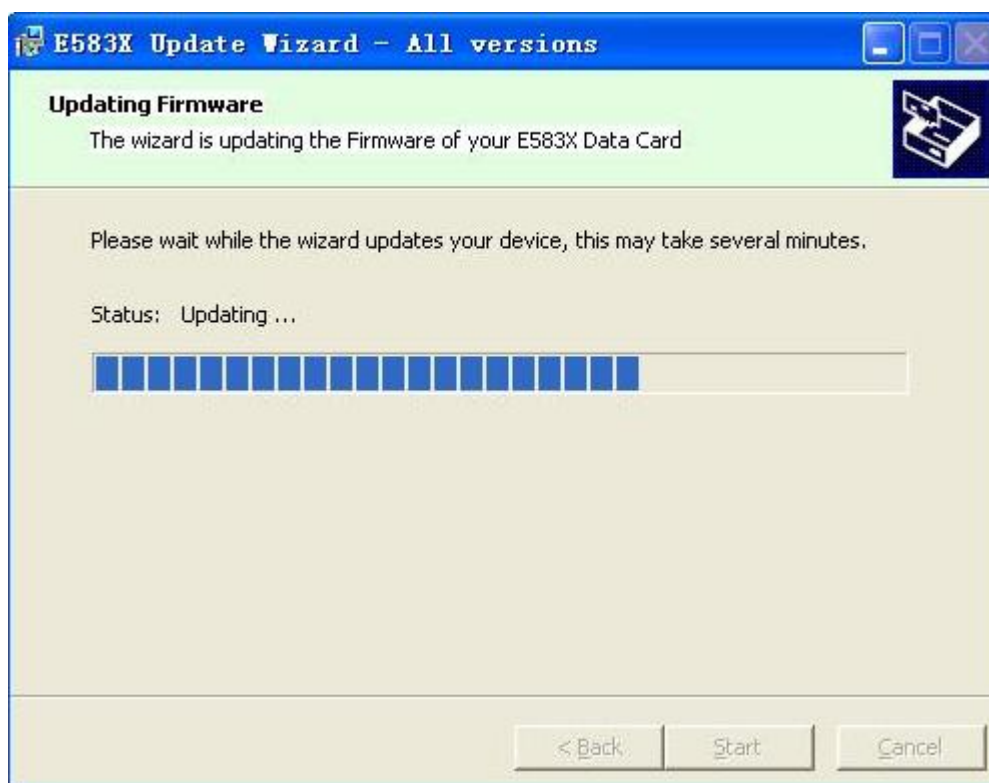 E583X Update Wizard - All versions
Updating Firmware
The wizard is updating the Firmware of your E583X Data Card
Please wait while the wizard updates your device, this may take several minutes.
Status: Updating ...
< Back Start Cancel